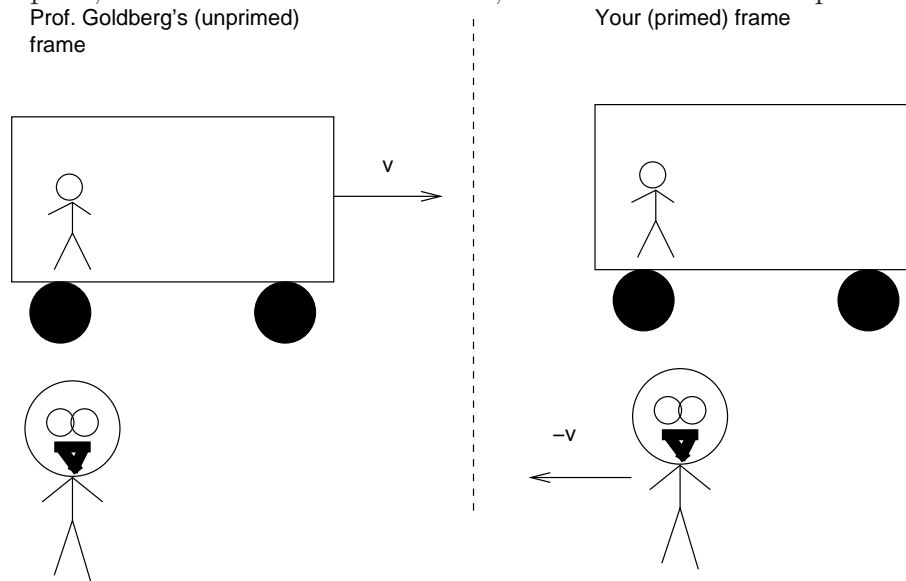 Prof. Goldberg's (unprimed)
frame
Your (primed) frame
v
–v